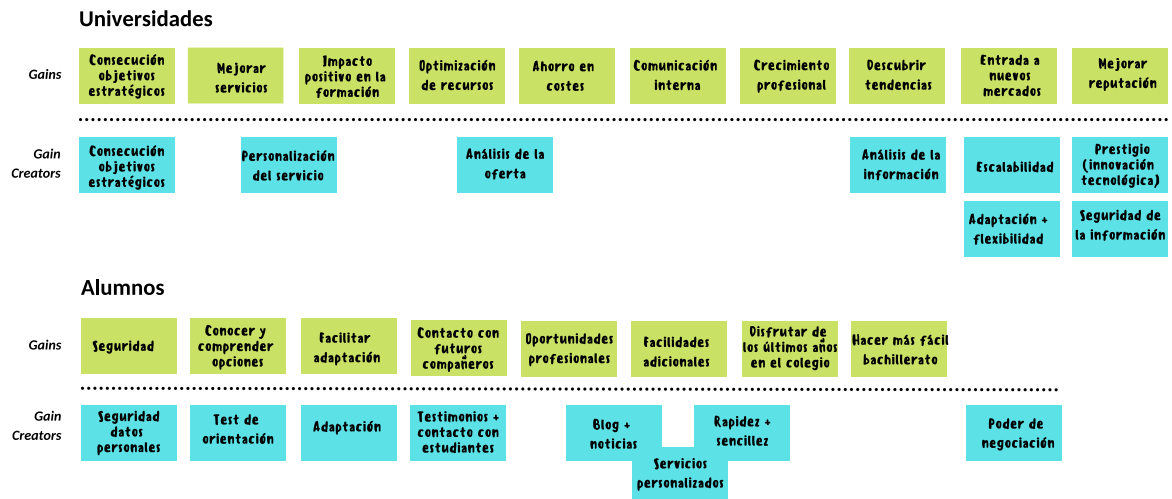 Universidades
Gains
Consecución
objetivos
estratégicos
Mejorar
servicios
Impacto
positivo en la
formación
Optimización
de recursos
Ahorro en
costes
Comunicación
interna
Crecimiento
profesional
Descubrir
tendencias
Entrada a
nuevos
mercados
Mejorar
reputación
Gain
Creators
Consecución
objetivos
estratégicos
Personalización
del servicio
Análisis de la
oferta
Análisis de la
información
Escalabilidad
Prestigio
(innovación
tecnológica)
Adaptación +
flexibilidad
Seguridad de
la información
Alumnos
Gains
Seguridad
Conocer y
comprender
opciones
Facilitar
adaptación
Contacto con
futuros
compañeros
Oportunidades
profesionales
Facilidades
adicionales
Disfrutar de
los últimos años
en el colegio
Hacer más fácil
bachillerato
Gain
Creators
Seguridad
datos
personales
Test de
orientación
Adaptación
Testimonios +
contacto con
estudiantes
Blog +
noticias
Servicios
personalizados
Rapidez +
sencillez
Poder de
negociación